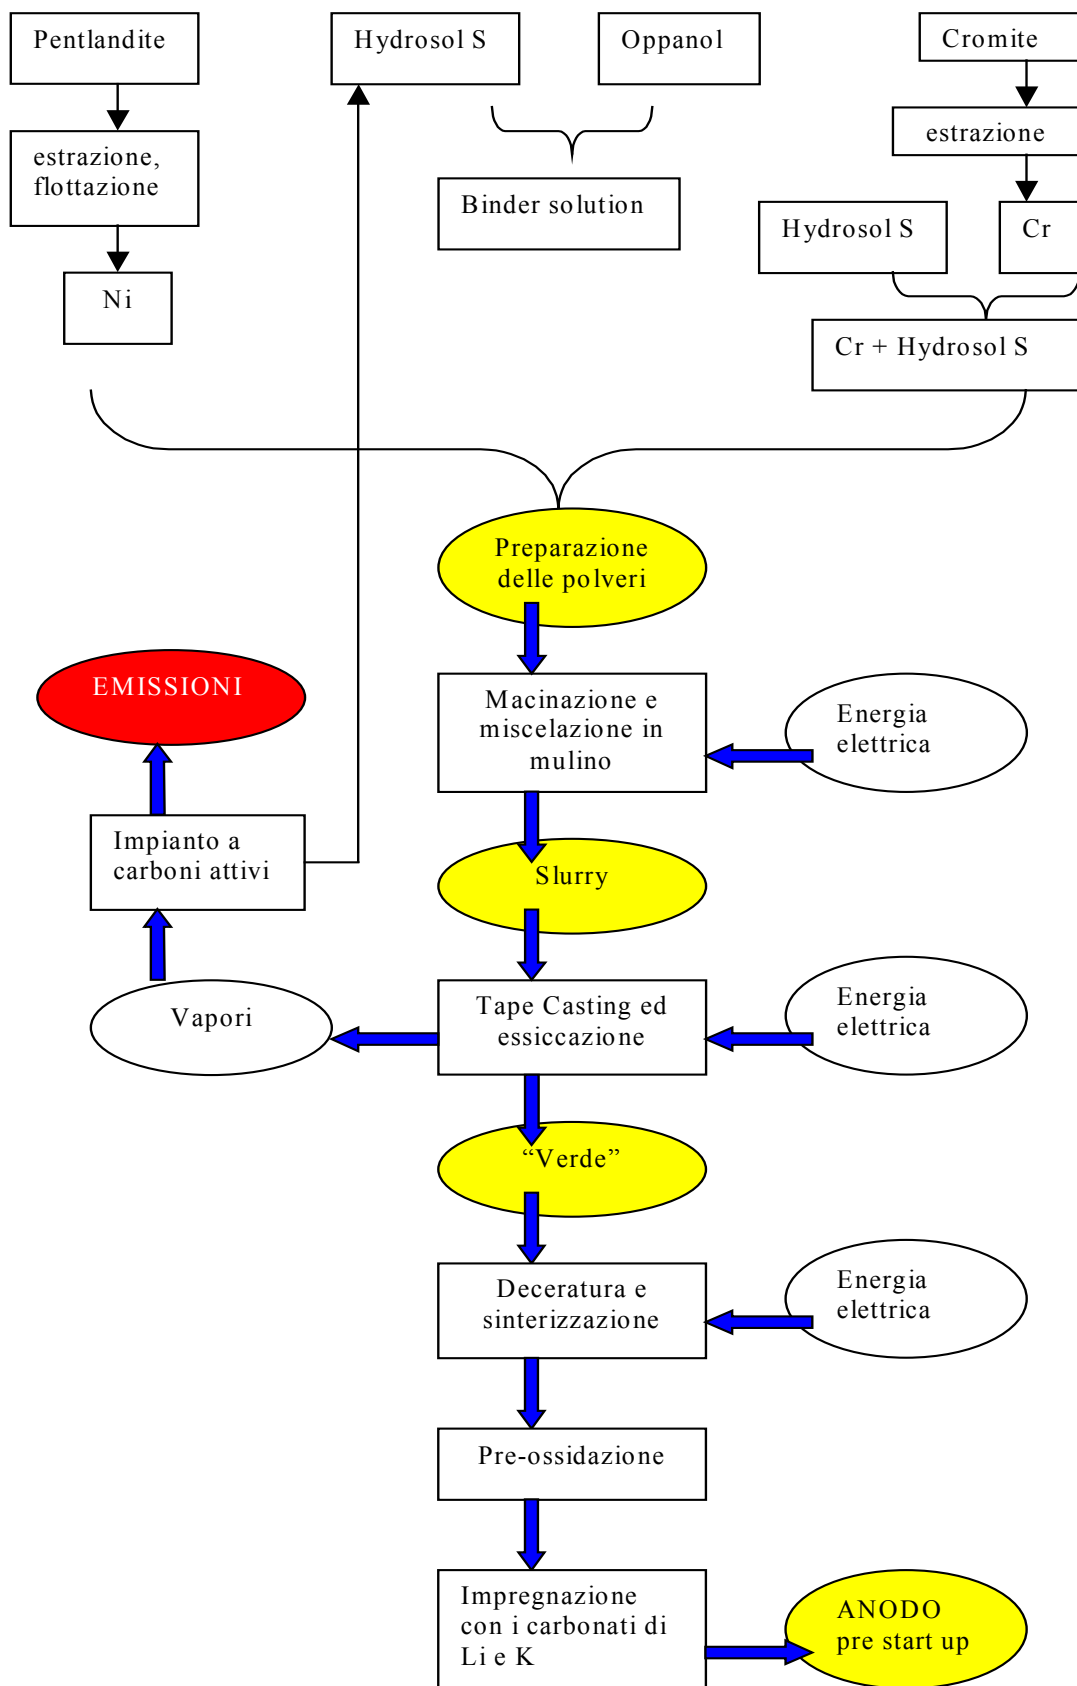 Pentlandite
Hydrosol S
Oppanol
Cromite
estrazione,
flottazione
estrazione
Binder solution
Hydrosol S
Cr
Ni
Cr + Hydrosol S
Preparazione
delle polveri
EMISSIONI
Macinazione e
miscelazione in
mulino
Energia
elettrica
Impianto a
carboni attivi
Slurry
Vapori
Tape Casting ed
essiccazione
Energia
elettrica
“Verde”
Deceratura e
sinterizzazione
Energia
elettrica
Pre-ossidazione
Impregnazione
con i carbonati di
Li e K
ANODO
pre start up